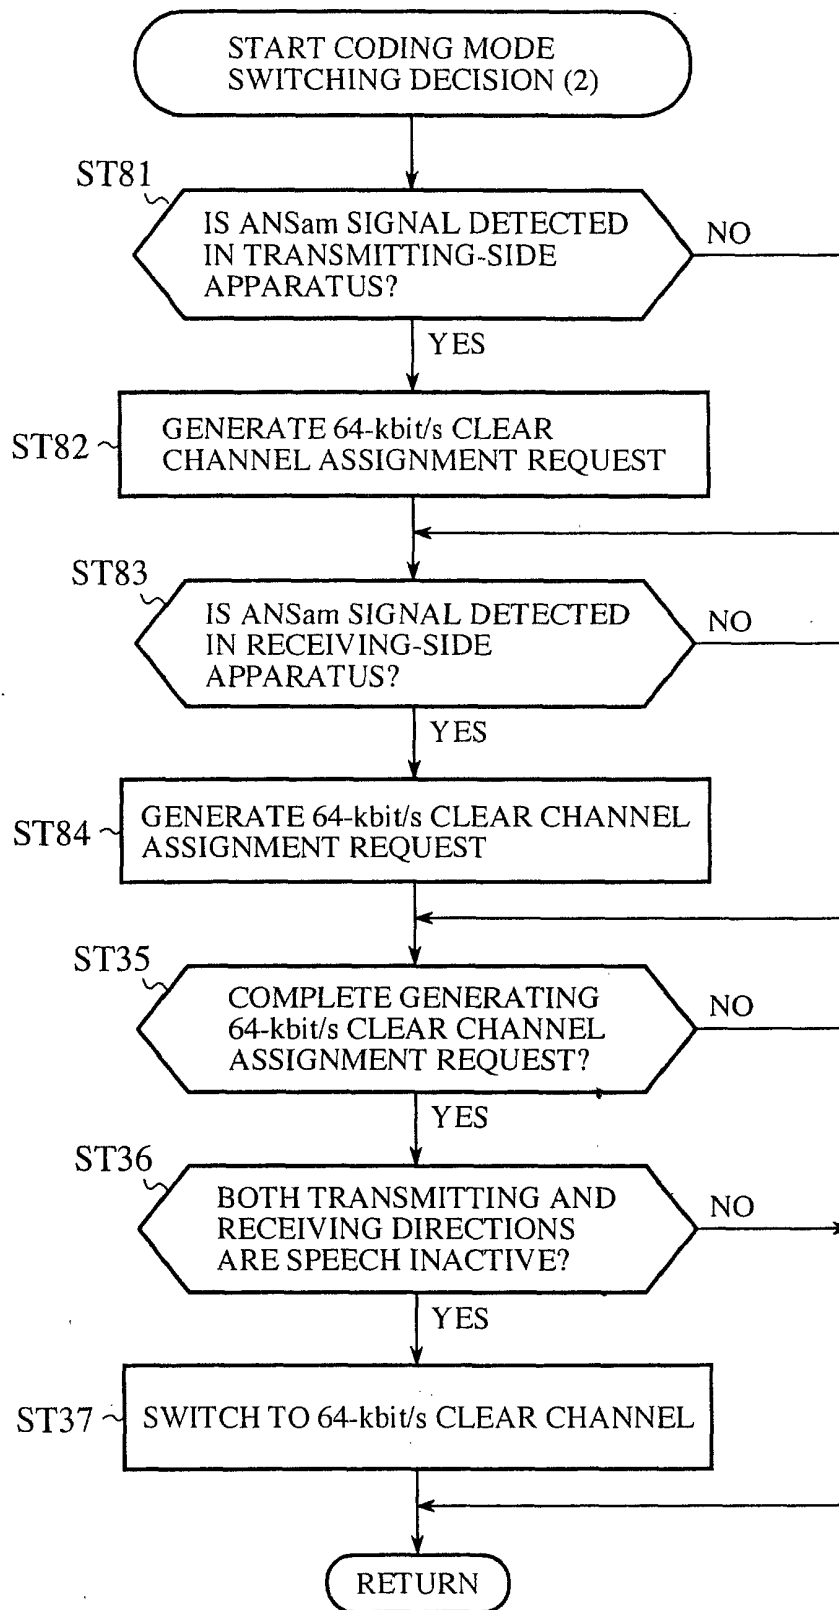 START CODING MODE
SWITCHING DECISION (2)
ST81
IS ANSam SIGNAL DETECTED
IN TRANSMITTING-SIDE
APPARATUS?
NO
YES
ST82
GENERATE 64-kbit/s CLEAR
CHANNEL ASSIGNMENT REQUEST
ST83
IS ANSam SIGNAL DETECTED
IN RECEIVING-SIDE
APPARATUS?
NO
YES
ST84
GENERATE 64-kbit/s CLEAR CHANNEL
ASSIGNMENT REQUEST
ST35
COMPLETE GENERATING
64-kbit/s CLEAR CHANNEL
ASSIGNMENT REQUEST?
NO
YES
ST36
BOTH TRANSMITTING AND
RECEIVING DIRECTIONS
ARE SPEECH INACTIVE?
NO
YES
ST37
SWITCH TO 64-kbit/s CLEAR CHANNEL
RETURN